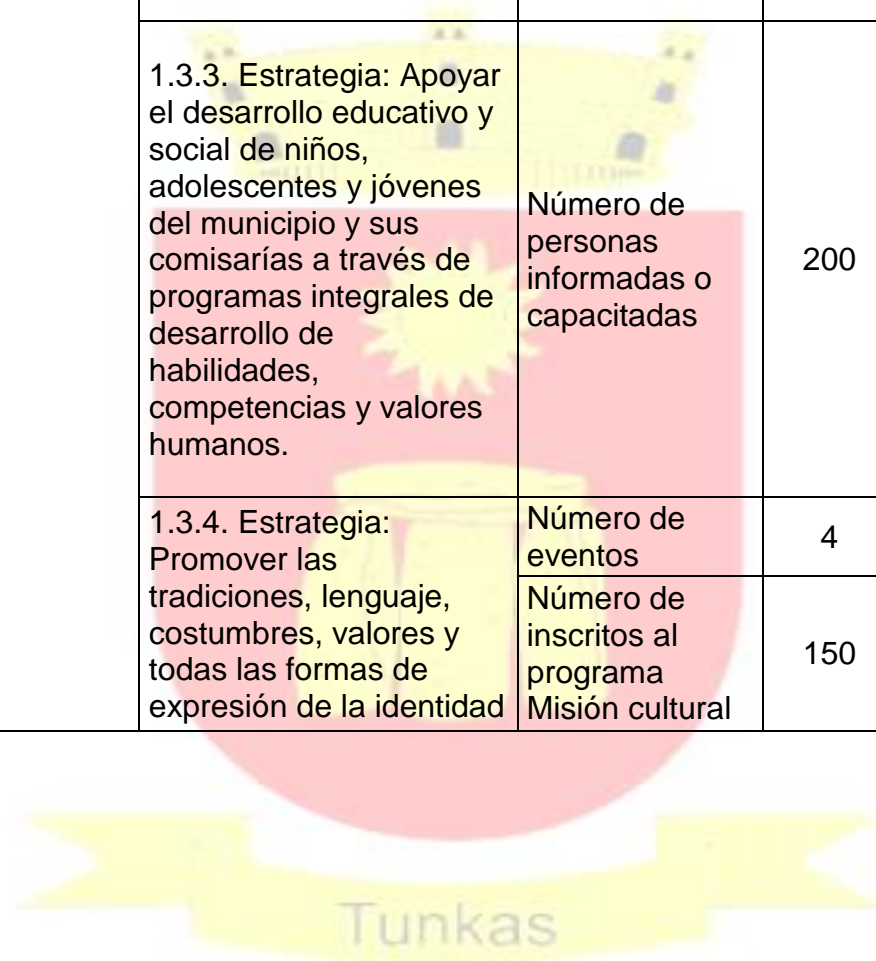 1.3.3. Estrategia: Apoyar
el desarrollo educativo y
social de niños,
adolescentes y jóvenes
del municipio y sus
comisarías a través de
programas integrales de
desarrollo de
habilidades,
competencias y valores
humanos.
Número de
personas
informadas o
capacitadas
200
1.3.4. Estrategia:
Promover las
tradiciones, lenguaje,
costumbres, valores y
todas las formas de
expresión de la identidad
Número de
eventos
4
Número de
inscritos al
programa
Misión cultural
150
Tunkas